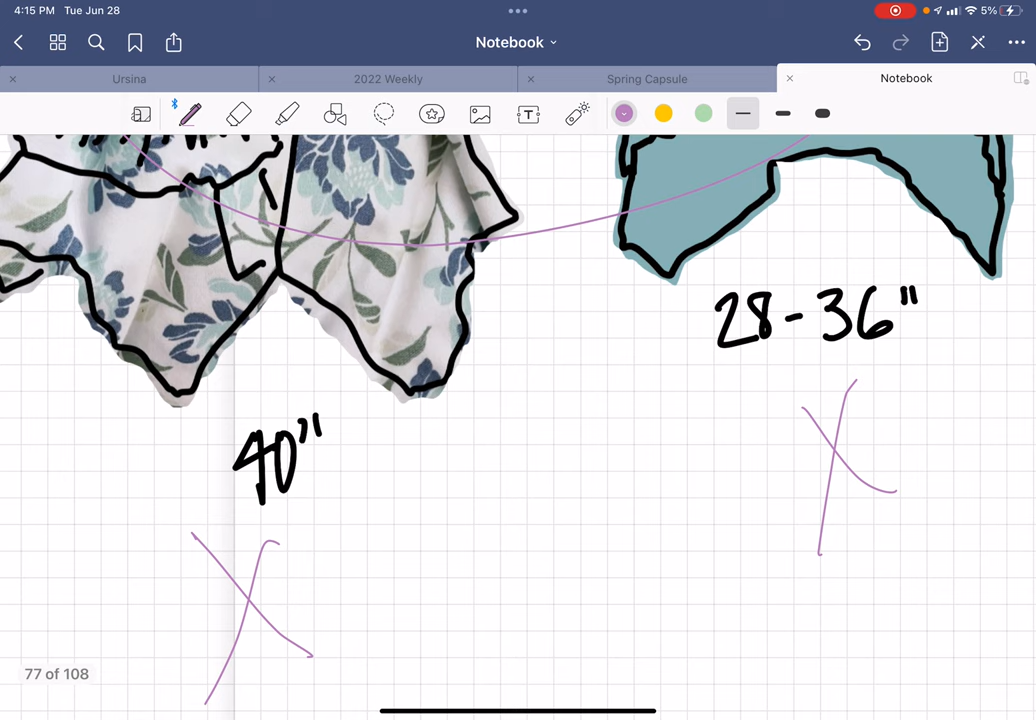 4:15 PM Tue Jun 28
5%
Notebook
Ursina
2022 Weekly
Spring Capsule
Notebook
T
28-36"
40"
X
X
77 of 108